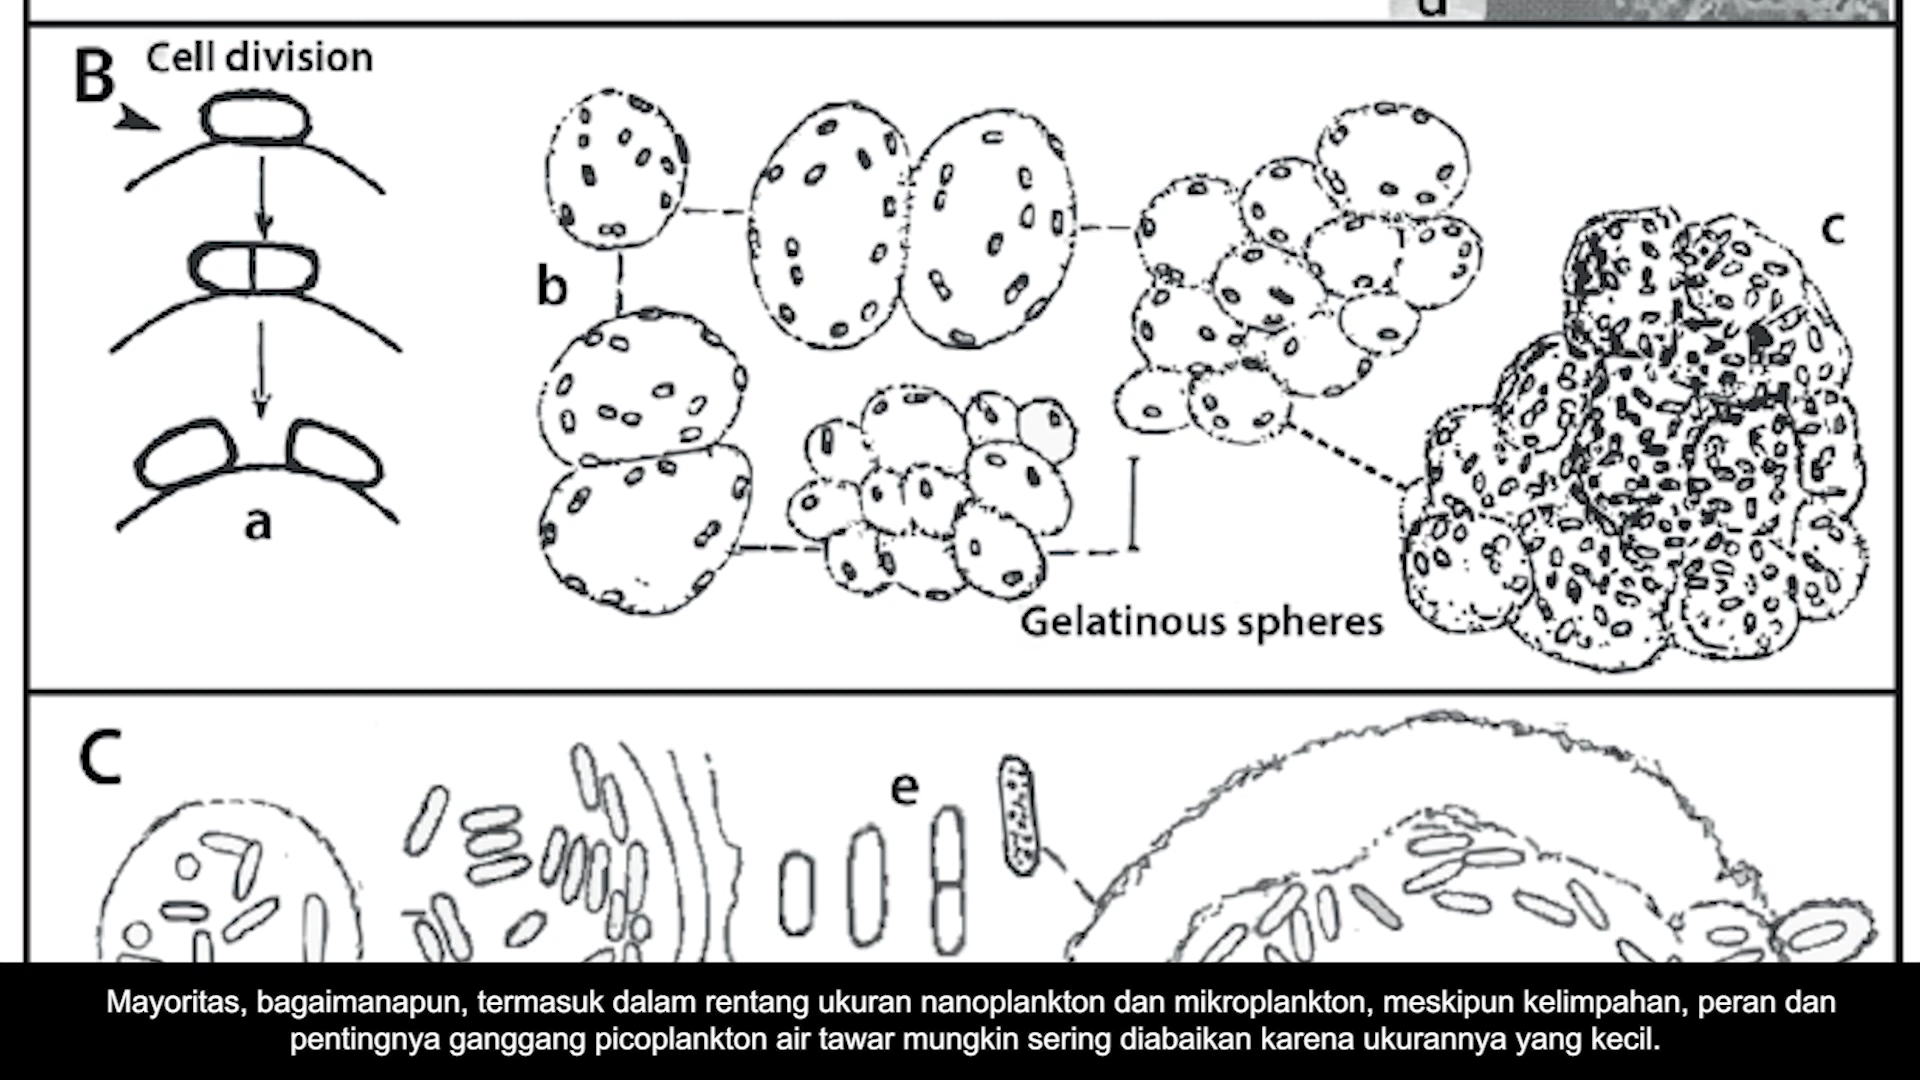 d
B
Cell division
a
b
c
Gelatinous spheres
C
e
Mayoritas, bagaimanapun, termasuk dalam rentang ukuran nanoplankton dan mikroplankton, meskipun kelimpahan, peran dan
pentingnya ganggang picoplankton air tawar mungkin sering diabaikan karena ukurannya yang kecil.